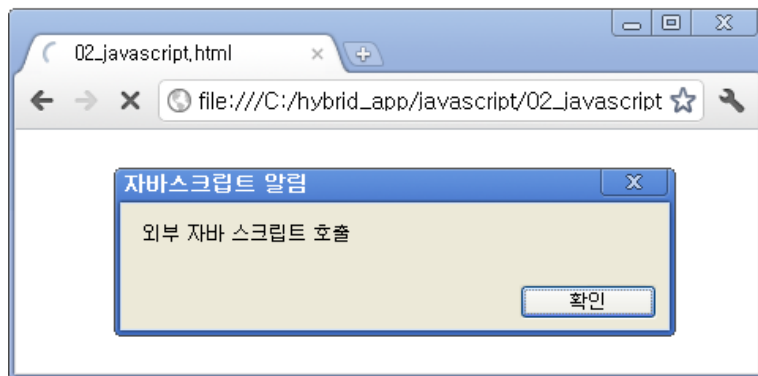 02_javascript.html
file:///C:/hybrid_app/javascript/02_javascript
자바스크립트 알림
외부 자바 스크립트 호출
확인